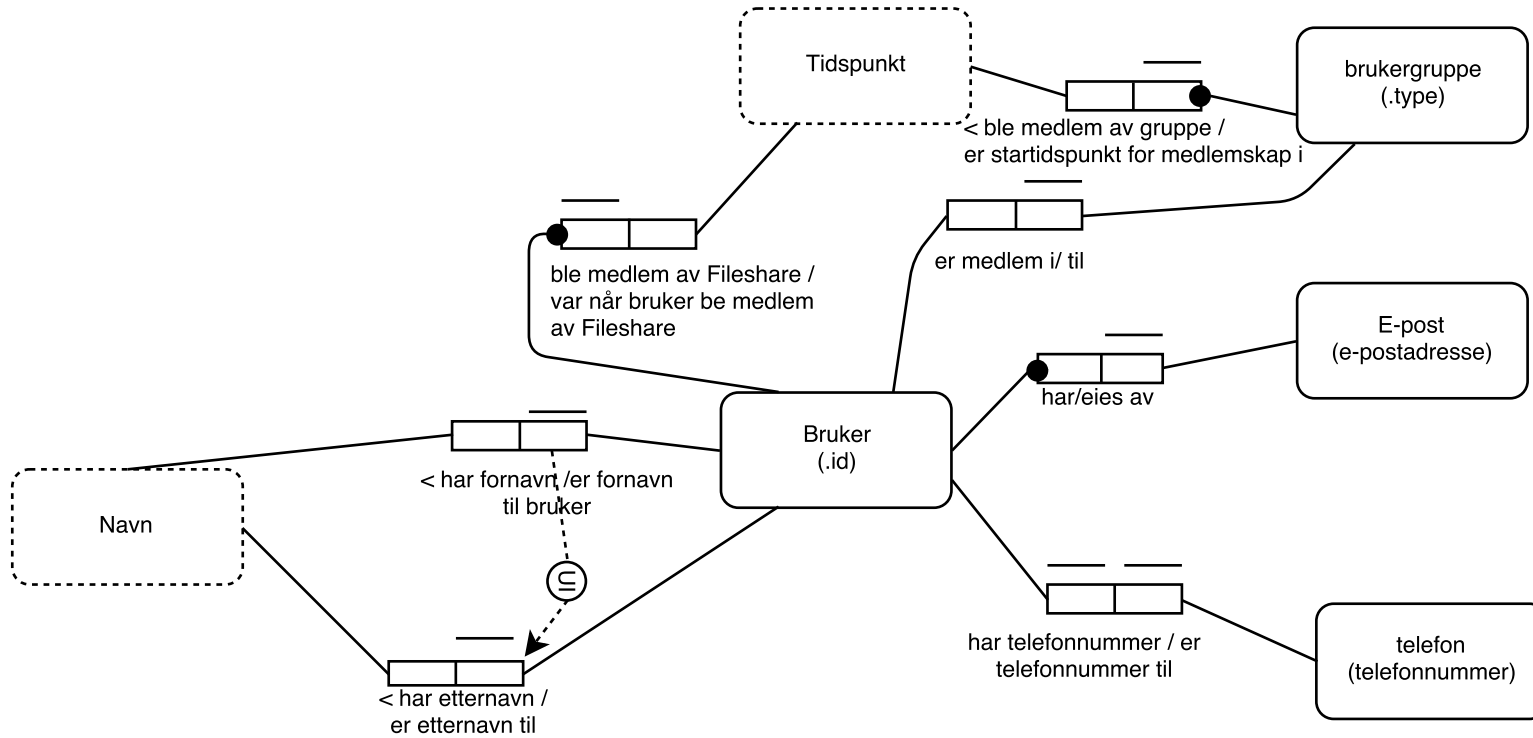 Tidspunkt
brukergruppe
(.type)
< ble medlem av gruppe /
er startidspunkt for medlemskap i
er medlem i/ til
ble medlem av Fileshare /
var når bruker be medlem
av Fileshare
E-post
(e-postadresse)
har/eies av
Bruker
(.id)
< har fornavn /er fornavn
til bruker
Navn
UI
har telefonnummer / er
telefonnummer til
telefon
(telefonnummer)
< har etternavn /
er etternavn til